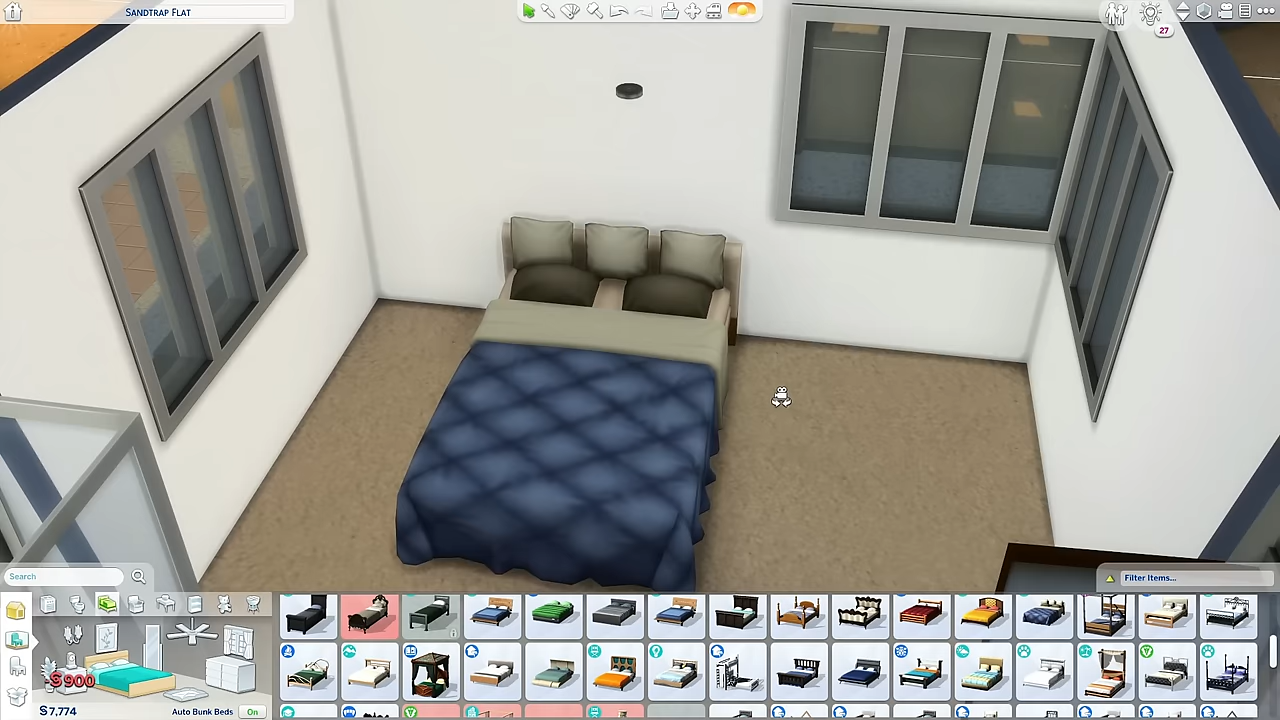 SANDTRAP FLAT
27
Search
Filter Items...
§900
§7,774
Auto Bunk Beds
On